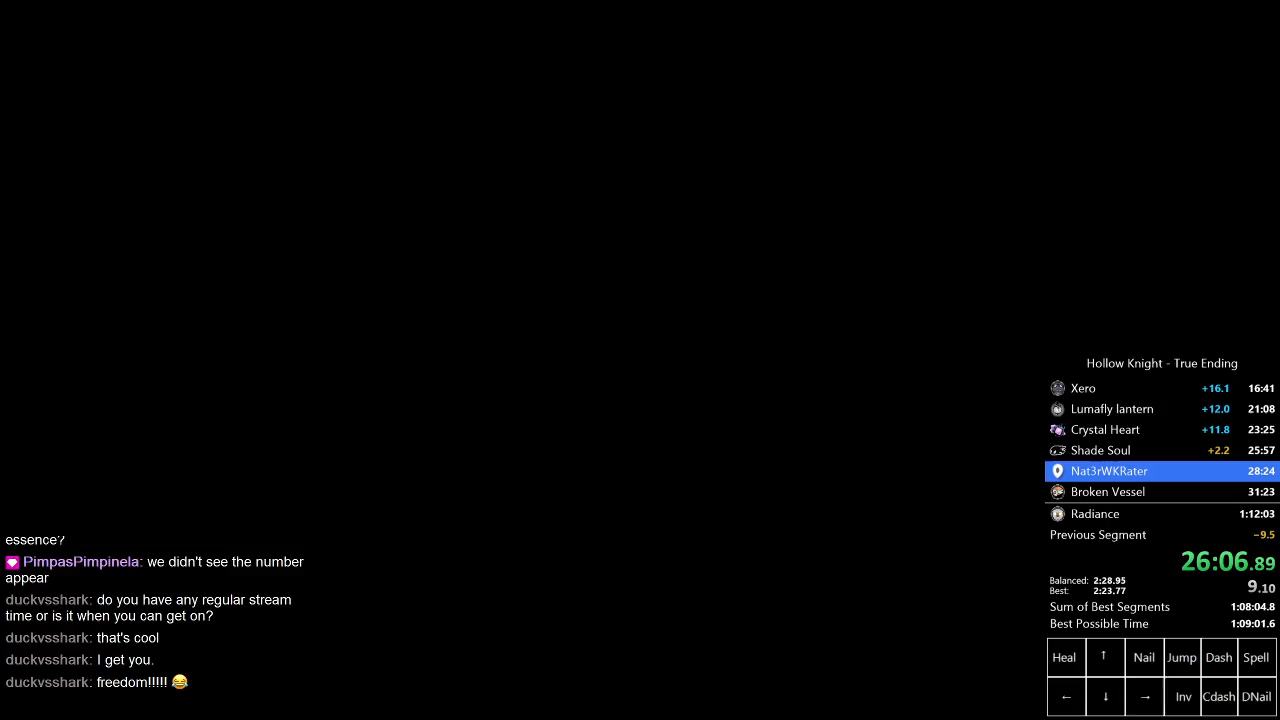 Hollow Knight - True Ending
Xero +16.1 16:41
Lumafly lantern +12.0 21:08
Crystal Heart +11.8 23:25
Shade Soul +2.2 25:57
Nat3rWKRater 28:24
Broken Vessel 31:23
Radiance 1:12:03
Previous Segment −9.5
26:06.89
Balanced: 2:28.95
Best: 2:23.77
9.10
Sum of Best Segments 1:08:04.8
Best Possible Time 1:09:01.6
Heal ↑ Nail Jump Dash Spell
← ↓ → Inv Cdash DNail
essence?
PimpasPimpinela: we didn't see the number
appear
duckvsshark: do you have any regular stream
time or is it when you can get on?
duckvsshark: that's cool
duckvsshark: I get you.
duckvsshark: freedom!!!!! 😂